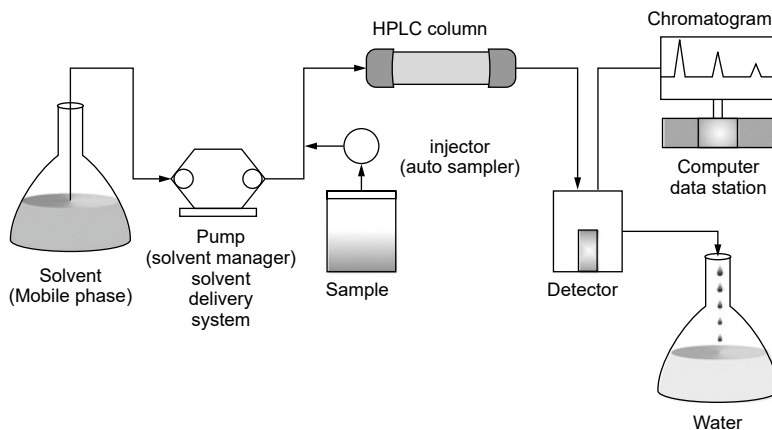 Chromatogram
HPLC column
injector
(auto sampler)
Computer
data station
Pump
(solvent manager)
solvent
delivery
system
Solvent
(Mobile phase)
Sample
Detector
Water